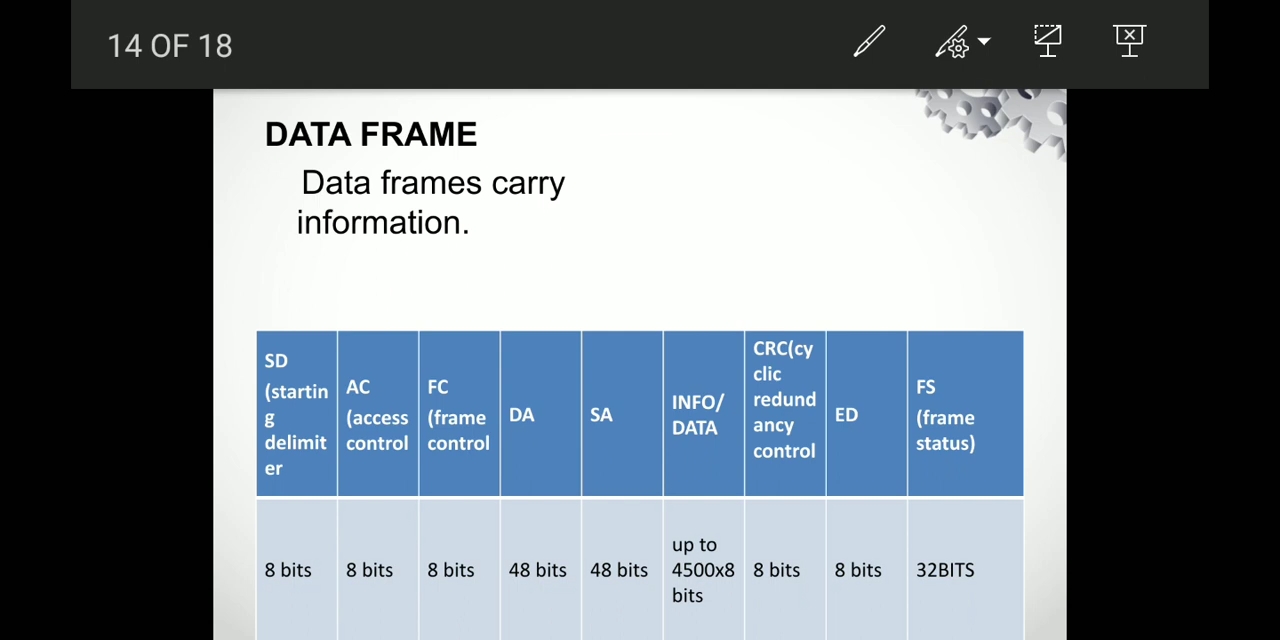 14 OF 18
DATA FRAME
Data frames carry
information.
SD
(startin
g
delimit
er
AC
(access
control
FC
(frame
control
DA
SA
INFO/
DATA
CRC(cy
clic
redund
ancy
control
ED
FS
(frame
status)
8 bits
8 bits
8 bits
48 bits
48 bits
up to
4500x8
bits
8 bits
8 bits
32BITS